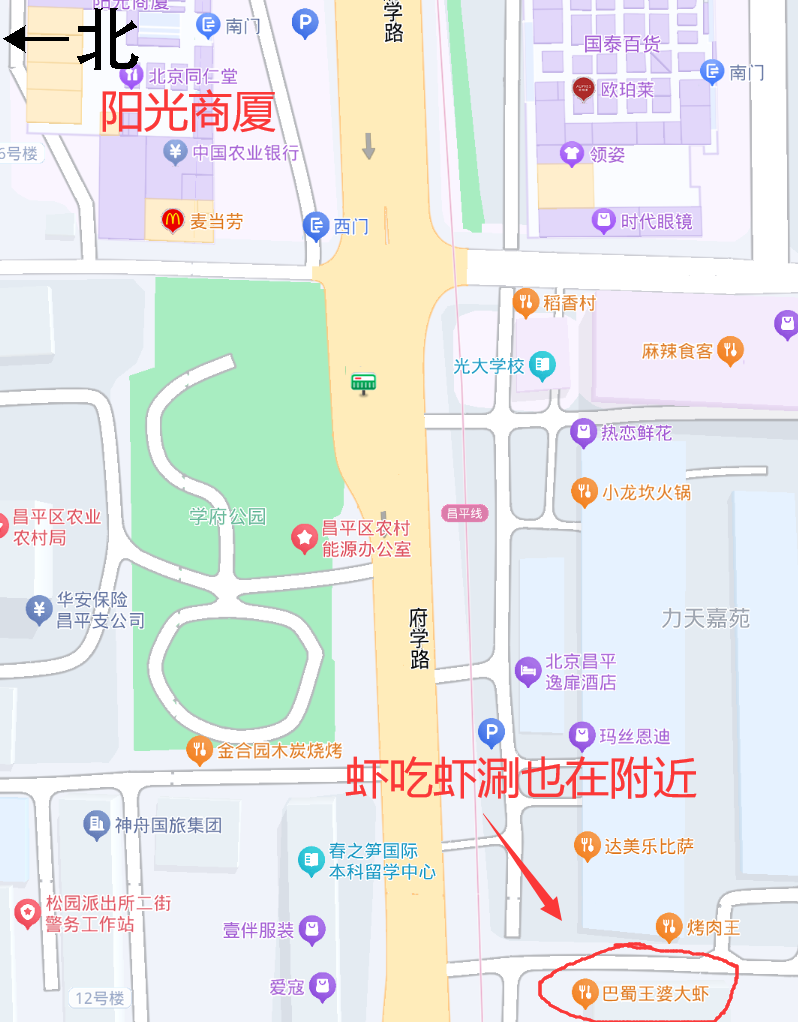 阳光商厦
南门
P
府学路
北
北京同仁堂
国泰百货
欧珀莱
南门
阳光商厦
6号楼
中国农业银行
领姿
麦当劳
西门
时代眼镜
稻香村
麻辣食客
光大学校
热恋鲜花
小龙坎火锅
学府公园
昌平线
昌平区农业
农村局
昌平区农村
能源办公室
华安保险
昌平支公司
府学路
力天嘉苑
北京昌平
逸扉酒店
P
玛丝恩迪
金合园木炭烧烤
虾吃虾涮也在附近
神舟国旅集团
达美乐比萨
春之笋国际
本科留学中心
松园派出所二街
警务工作站
壹伴服装
烤肉王
爱寇
12号楼
巴蜀王婆大虾